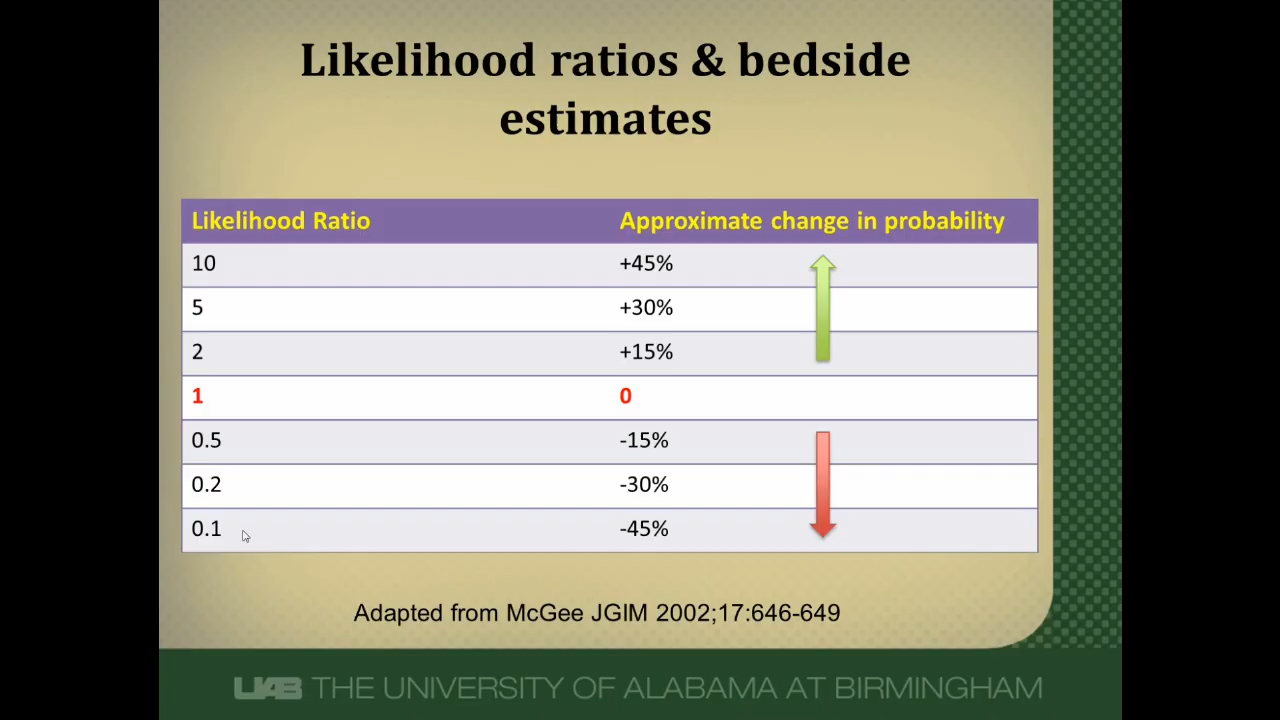 Likelihood ratios & bedside
estimates
Likelihood Ratio Approximate change in probability
10 +45%
5 +30%
2 +15%
1 0
0.5 -15%
0.2 -30%
0.1 -45%
Adapted from McGee JGIM 2002;17:646-649
UAB THE UNIVERSITY OF ALABAMA AT BIRMINGHAM